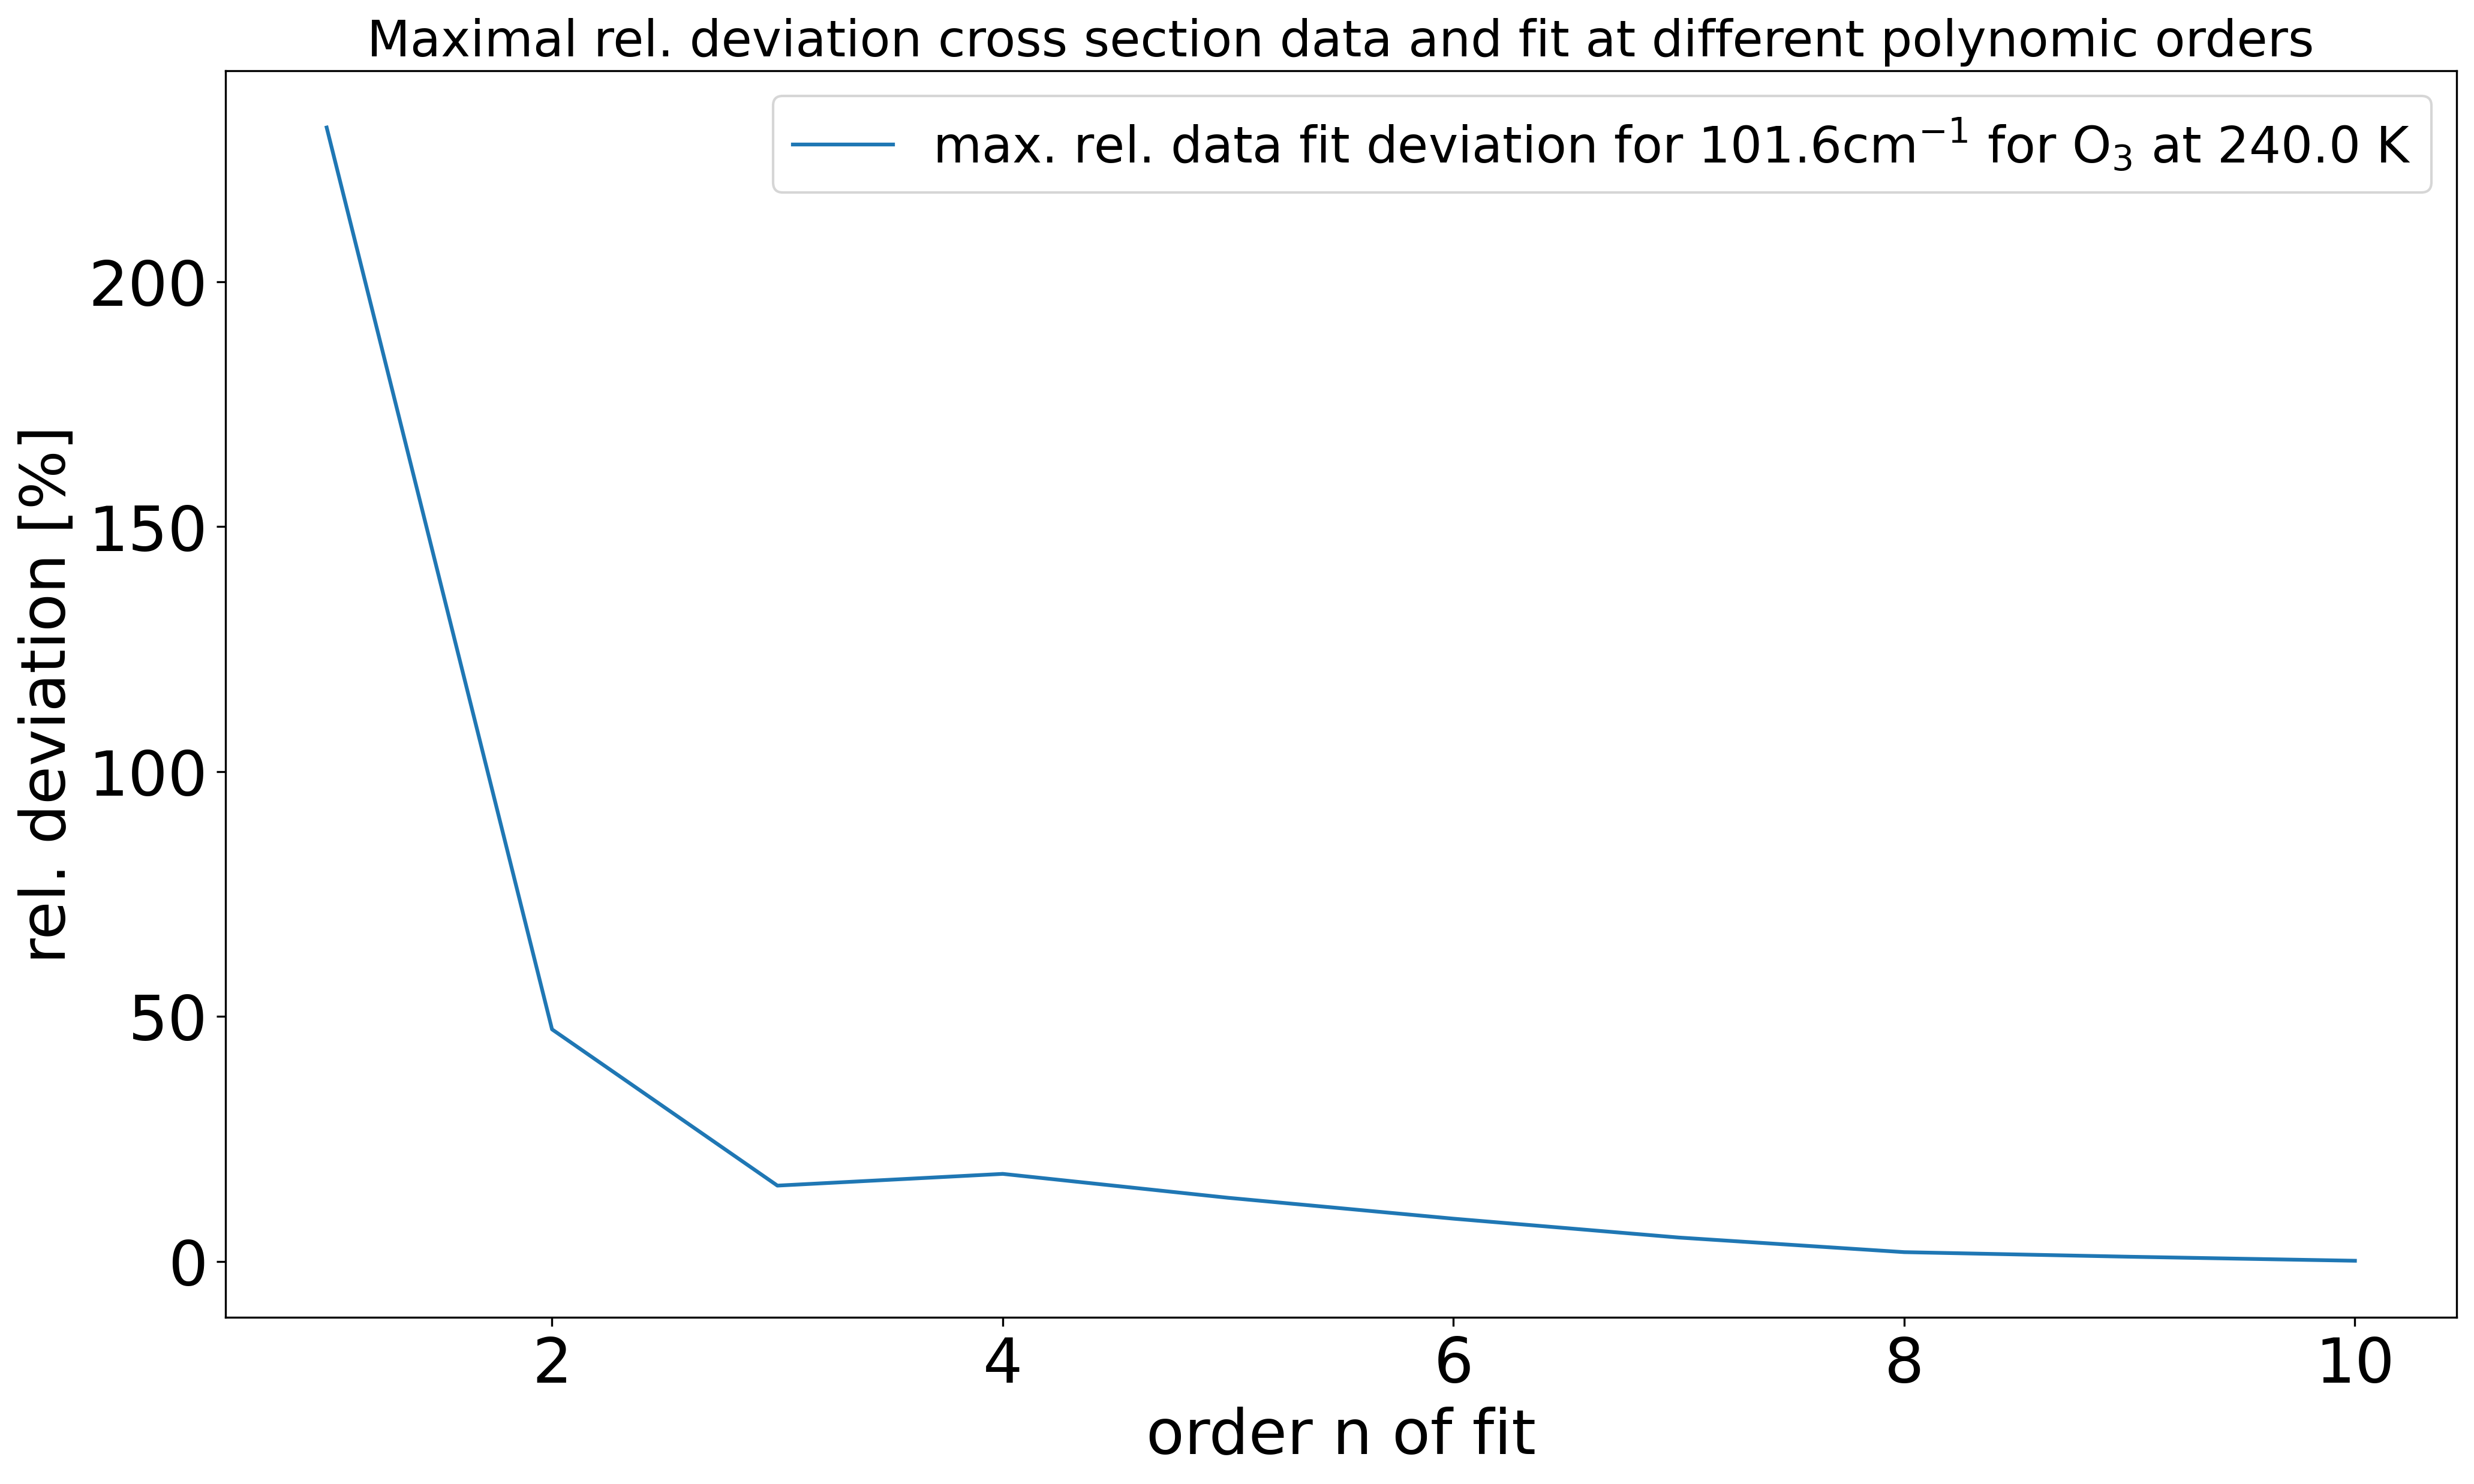 Maximal rel. deviation cross section data and fit at different polynomic orders
max. rel. data fit deviation for 101.6cm⁻¹ for O₃ at 240.0 K
rel. deviation [%]
200
150
100
50
0
2 4 6 8 10
order n of fit